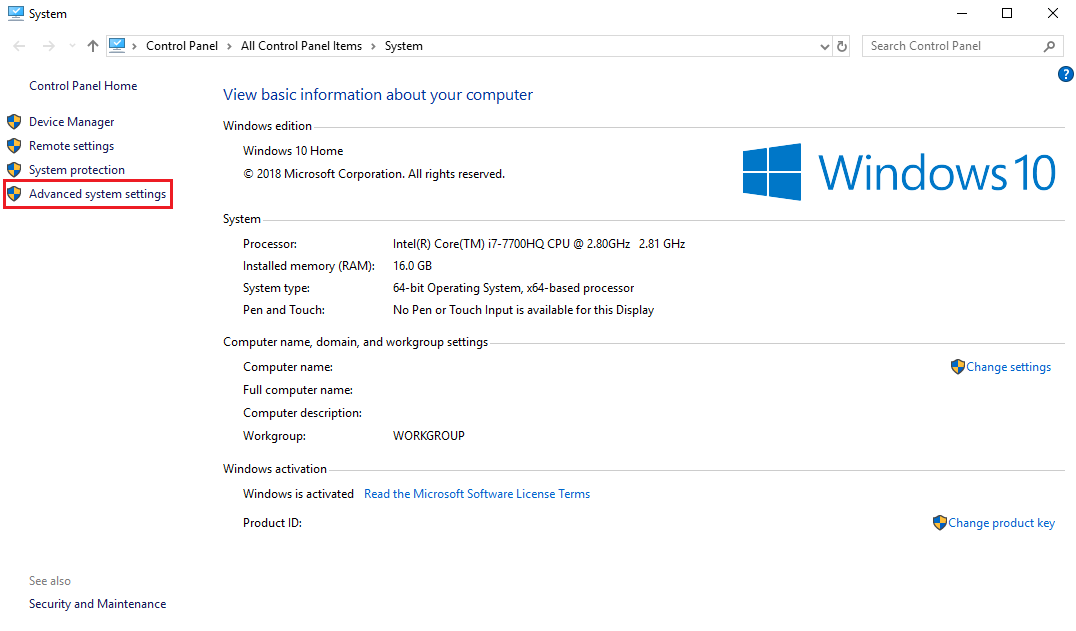 System
Control Panel > All Control Panel Items > System
Search Control Panel
?
Control Panel Home
Device Manager
Remote settings
System protection
Advanced system settings
View basic information about your computer
Windows edition
Windows 10 Home
© 2018 Microsoft Corporation. All rights reserved.
Windows 10
System
Processor: Intel(R) Core(TM) i7-7700HQ CPU @ 2.80GHz 2.81 GHz
Installed memory (RAM): 16.0 GB
System type: 64-bit Operating System, x64-based processor
Pen and Touch: No Pen or Touch Input is available for this Display
Computer name, domain, and workgroup settings
Computer name: Change settings
Full computer name:
Computer description:
Workgroup: WORKGROUP
Windows activation
Windows is activated Read the Microsoft Software License Terms
Product ID: Change product key
See also
Security and Maintenance